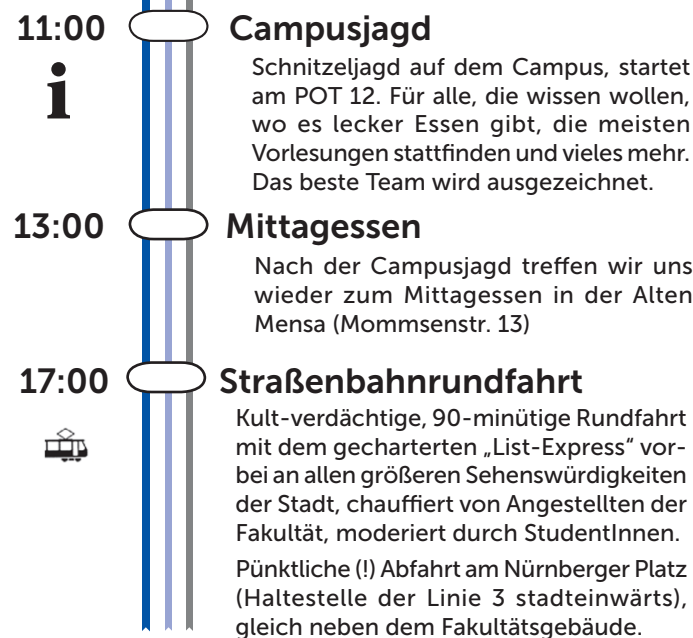 11:00 Campusjagd
Schnitzeljagd auf dem Campus, startet
am POT 12. Für alle, die wissen wollen,
wo es lecker Essen gibt, die meisten
Vorlesungen stattfinden und vieles mehr.
Das beste Team wird ausgezeichnet.
13:00 Mittagessen
Nach der Campusjagd treffen wir uns
wieder zum Mittagessen in der Alten
Mensa (Mommsenstr. 13)
17:00 Straßenbahnrundfahrt
Kult-verdächtige, 90-minütige Rundfahrt
mit dem gecharterten „List-Express“ vor-
bei an allen größeren Sehenswürdigkeiten
der Stadt, chauffiert von Angestellten der
Fakultät, moderiert durch StudentInnen.
Pünktliche (!) Abfahrt am Nürnberger Platz
(Haltestelle der Linie 3 stadteinwärts),
gleich neben dem Fakultätsgebäude.